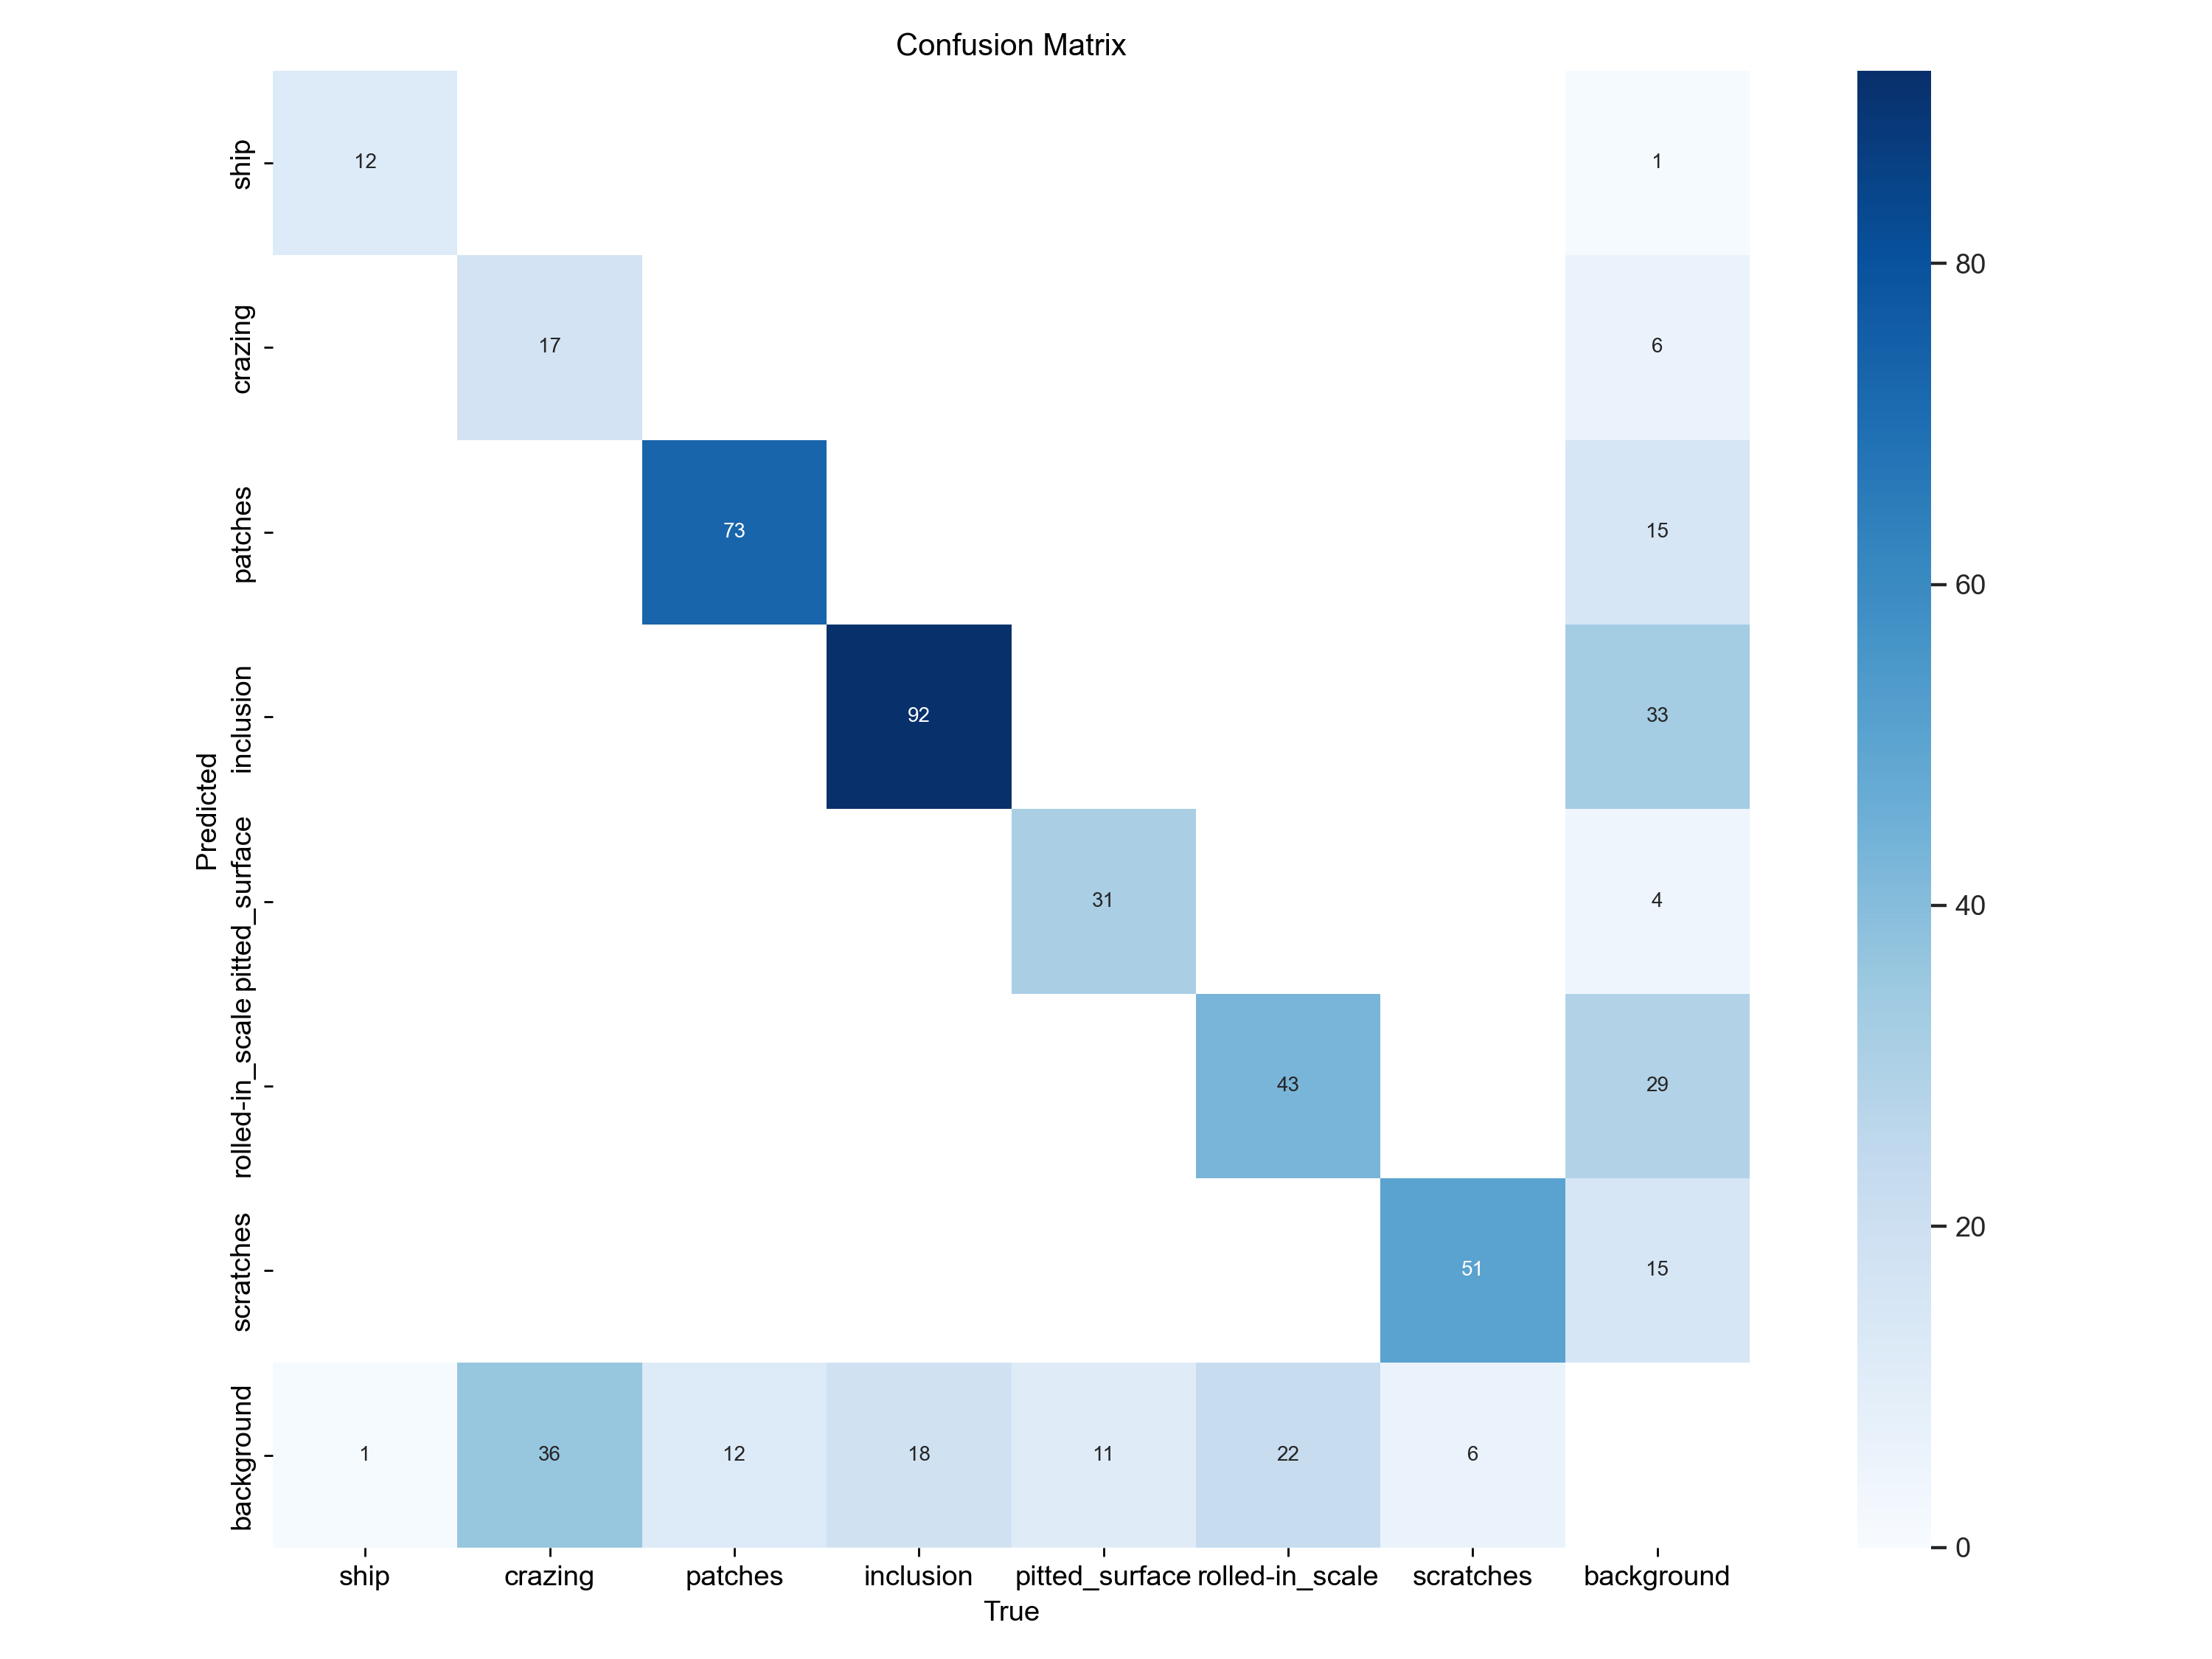 Confusion Matrix
ship
12
1
crazing
17
6
patches
73
15
inclusion
92
33
pitted_surface
31
4
rolled-in_scale
43
29
scratches
51
15
background
1
36
12
18
11
22
6
Predicted
ship
crazing
patches
inclusion
pitted_surface
rolled-in_scale
scratches
background
True
80
60
40
20
0